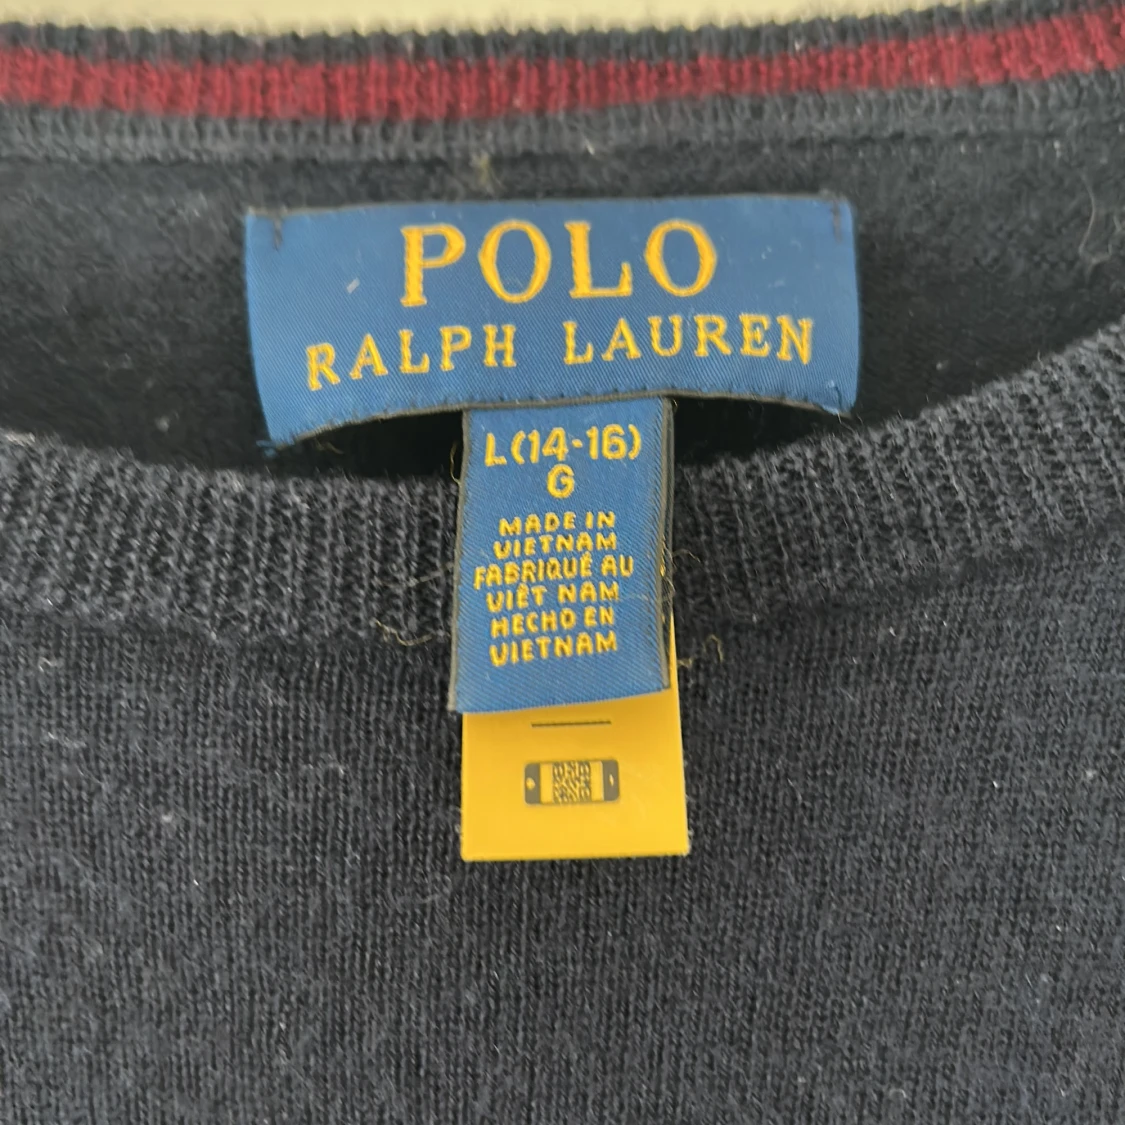 POLO
RALPH LAUREN
L(14-16)
G
MADE IN
VIETNAM
FABRIQUÉ AU
VIÊT NAM
HECHO EN
VIETNAM